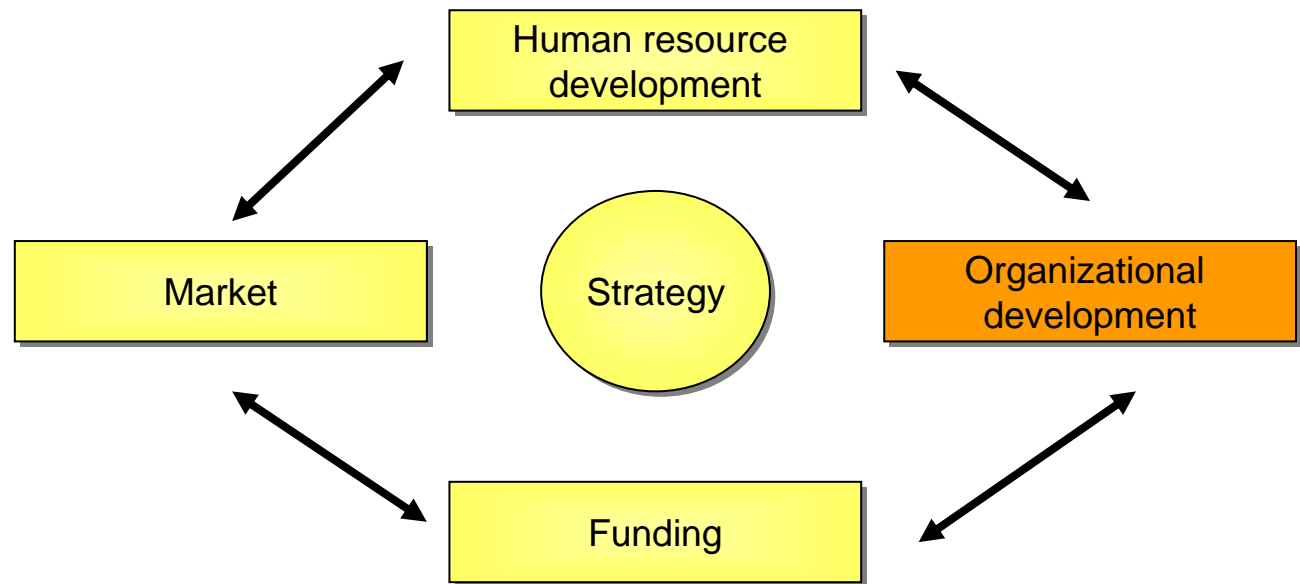 Human resource
development
Market
Strategy
Organizational
development
Funding